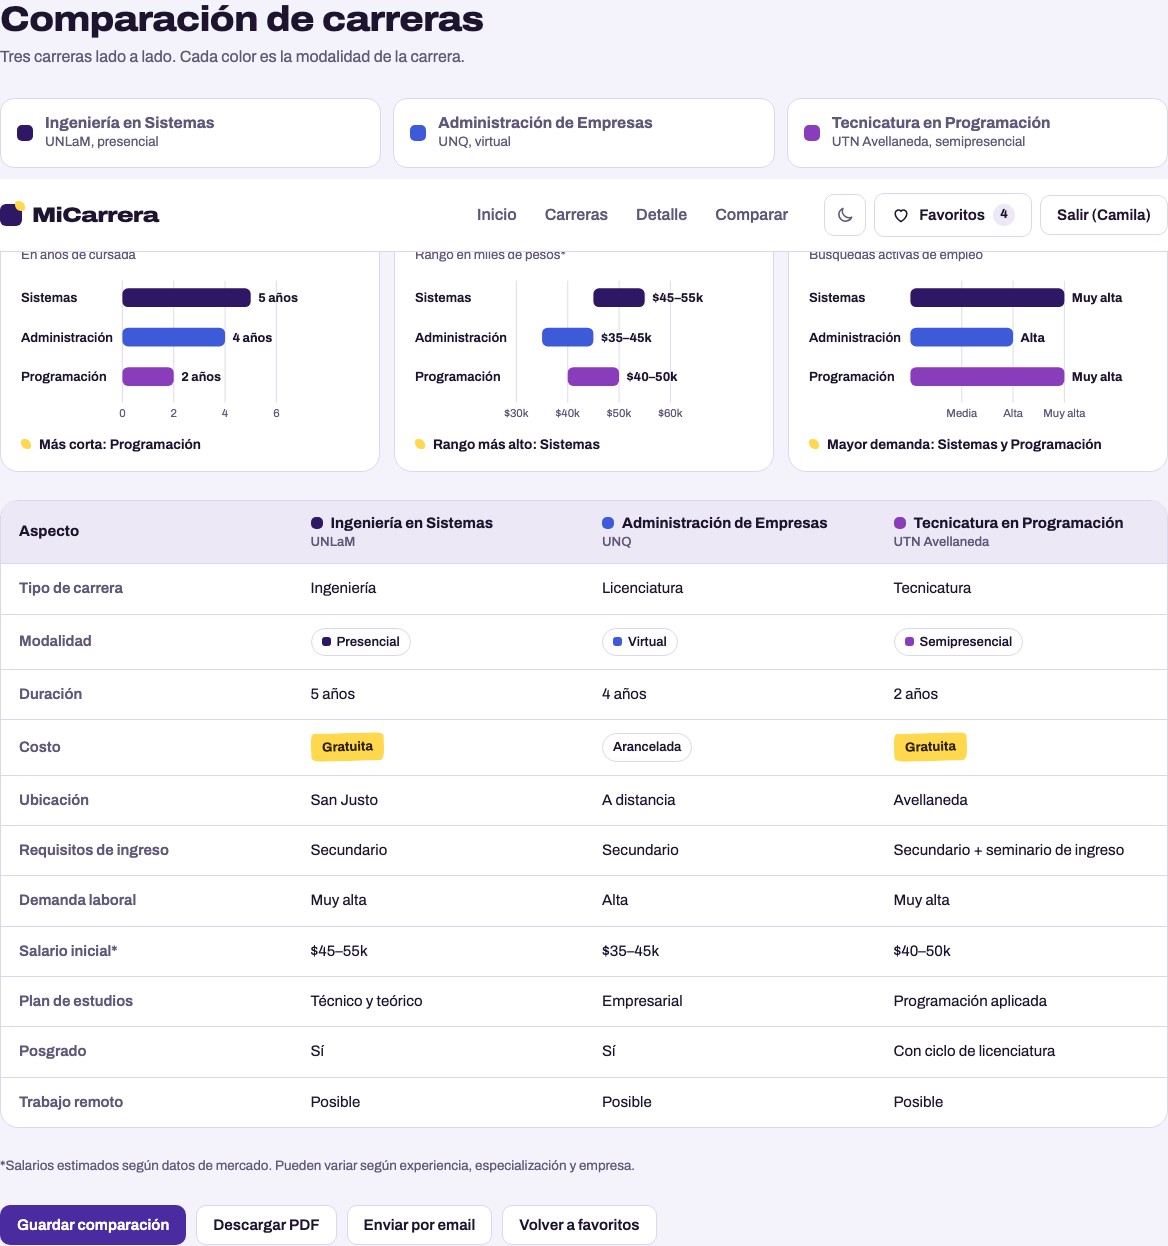 Comparación de carreras
Tres carreras lado a lado. Cada color es la modalidad de la carrera.
Ingeniería en Sistemas
UNLaM, presencial
Administración de Empresas
UNQ, virtual
Tecnicatura en Programación
UTN Avellaneda, semipresencial
MiCarrera
Inicio Carreras Detalle Comparar Favoritos 4 Salir (Camila)
En años de cursada
Sistemas 5 años
Administración 4 años
Programación 2 años
0 2 4 6
Más corta: Programación
Rango en miles de pesos*
Sistemas $45–55k
Administración $35–45k
Programación $40–50k
$30k $40k $50k $60k
Rango más alto: Sistemas
Búsquedas activas de empleo
Sistemas Muy alta
Administración Alta
Programación Muy alta
Media Alta Muy alta
Mayor demanda: Sistemas y Programación
Aspecto
Ingeniería en Sistemas
UNLaM
Administración de Empresas
UNQ
Tecnicatura en Programación
UTN Avellaneda
Tipo de carrera Ingeniería Licenciatura Tecnicatura
Modalidad Presencial Virtual Semipresencial
Duración 5 años 4 años 2 años
Costo Gratuita Arancelada Gratuita
Ubicación San Justo A distancia Avellaneda
Requisitos de ingreso Secundario Secundario Secundario + seminario de ingreso
Demanda laboral Muy alta Alta Muy alta
Salario inicial* $45–55k $35–45k $40–50k
Plan de estudios Técnico y teórico Empresarial Programación aplicada
Posgrado Sí Sí Con ciclo de licenciatura
Trabajo remoto Posible Posible Posible
*Salarios estimados según datos de mercado. Pueden variar según experiencia, especialización y empresa.
Guardar comparación Descargar PDF Enviar por email Volver a favoritos